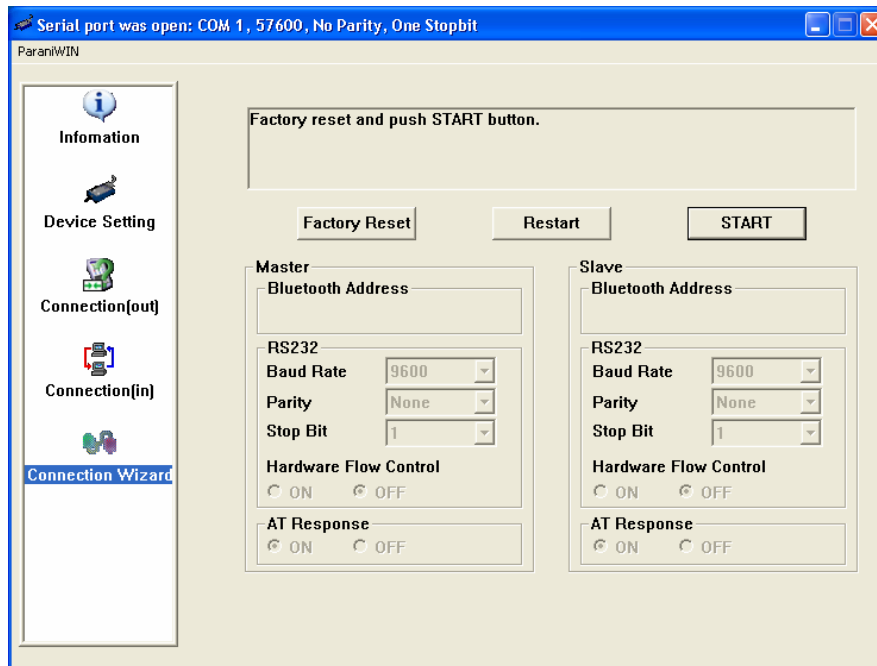 Serial port was open: COM 1, 57600, No Parity, One Stopbit
ParaniWIN
Infomation
Device Setting
Connection(out)
Connection(in)
Connection Wizard
Factory reset and push START button.
Factory Reset
Restart
START
Master
Bluetooth Address
RS232
Baud Rate 9600
Parity None
Stop Bit 1
Hardware Flow Control
ON OFF
AT Response
ON OFF
Slave
Bluetooth Address
RS232
Baud Rate 9600
Parity None
Stop Bit 1
Hardware Flow Control
ON OFF
AT Response
ON OFF